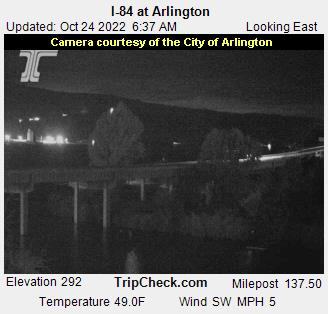 I-84 at Arlington
Updated: Oct 24 2022 6:37 AM Looking East
Camera courtesy of the City of Arlington
Elevation 292 TripCheck.com Milepost 137.50
Temperature 49.0F Wind SW MPH 5